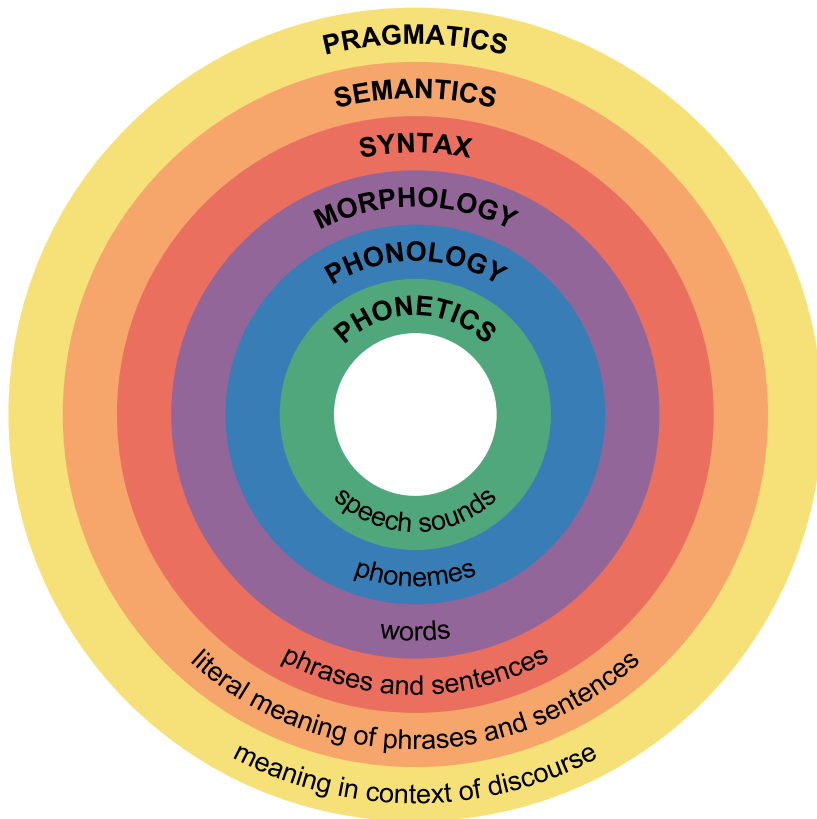 PRAGMATICS
SEMANTICS
SYNTAX
MORPHOLOGY
PHONOLOGY
PHONETICS
speech sounds
phonemes
words
phrases and sentences
literal meaning of phrases and sentences
meaning in context of discourse